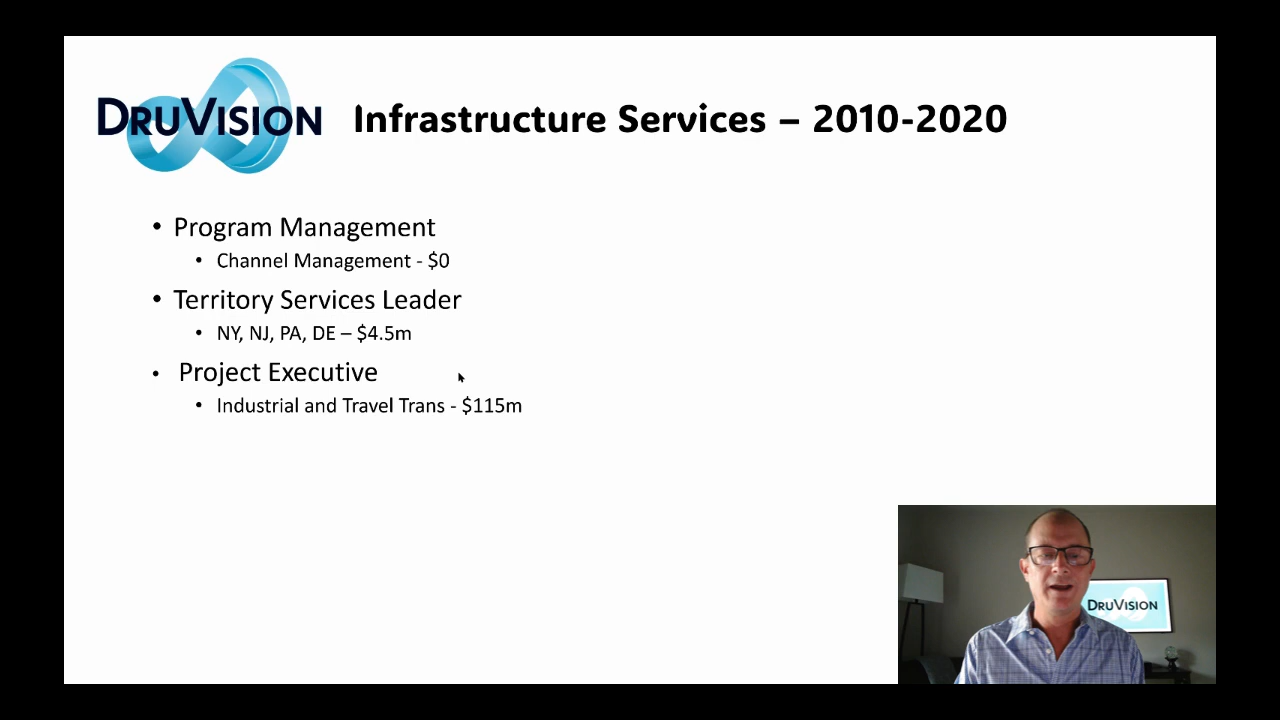 DRUVISION
Infrastructure Services – 2010-2020
• Program Management
• Channel Management - $0
• Territory Services Leader
• NY, NJ, PA, DE – $4.5m
• Project Executive
• Industrial and Travel Trans - $115m
DRUVISION